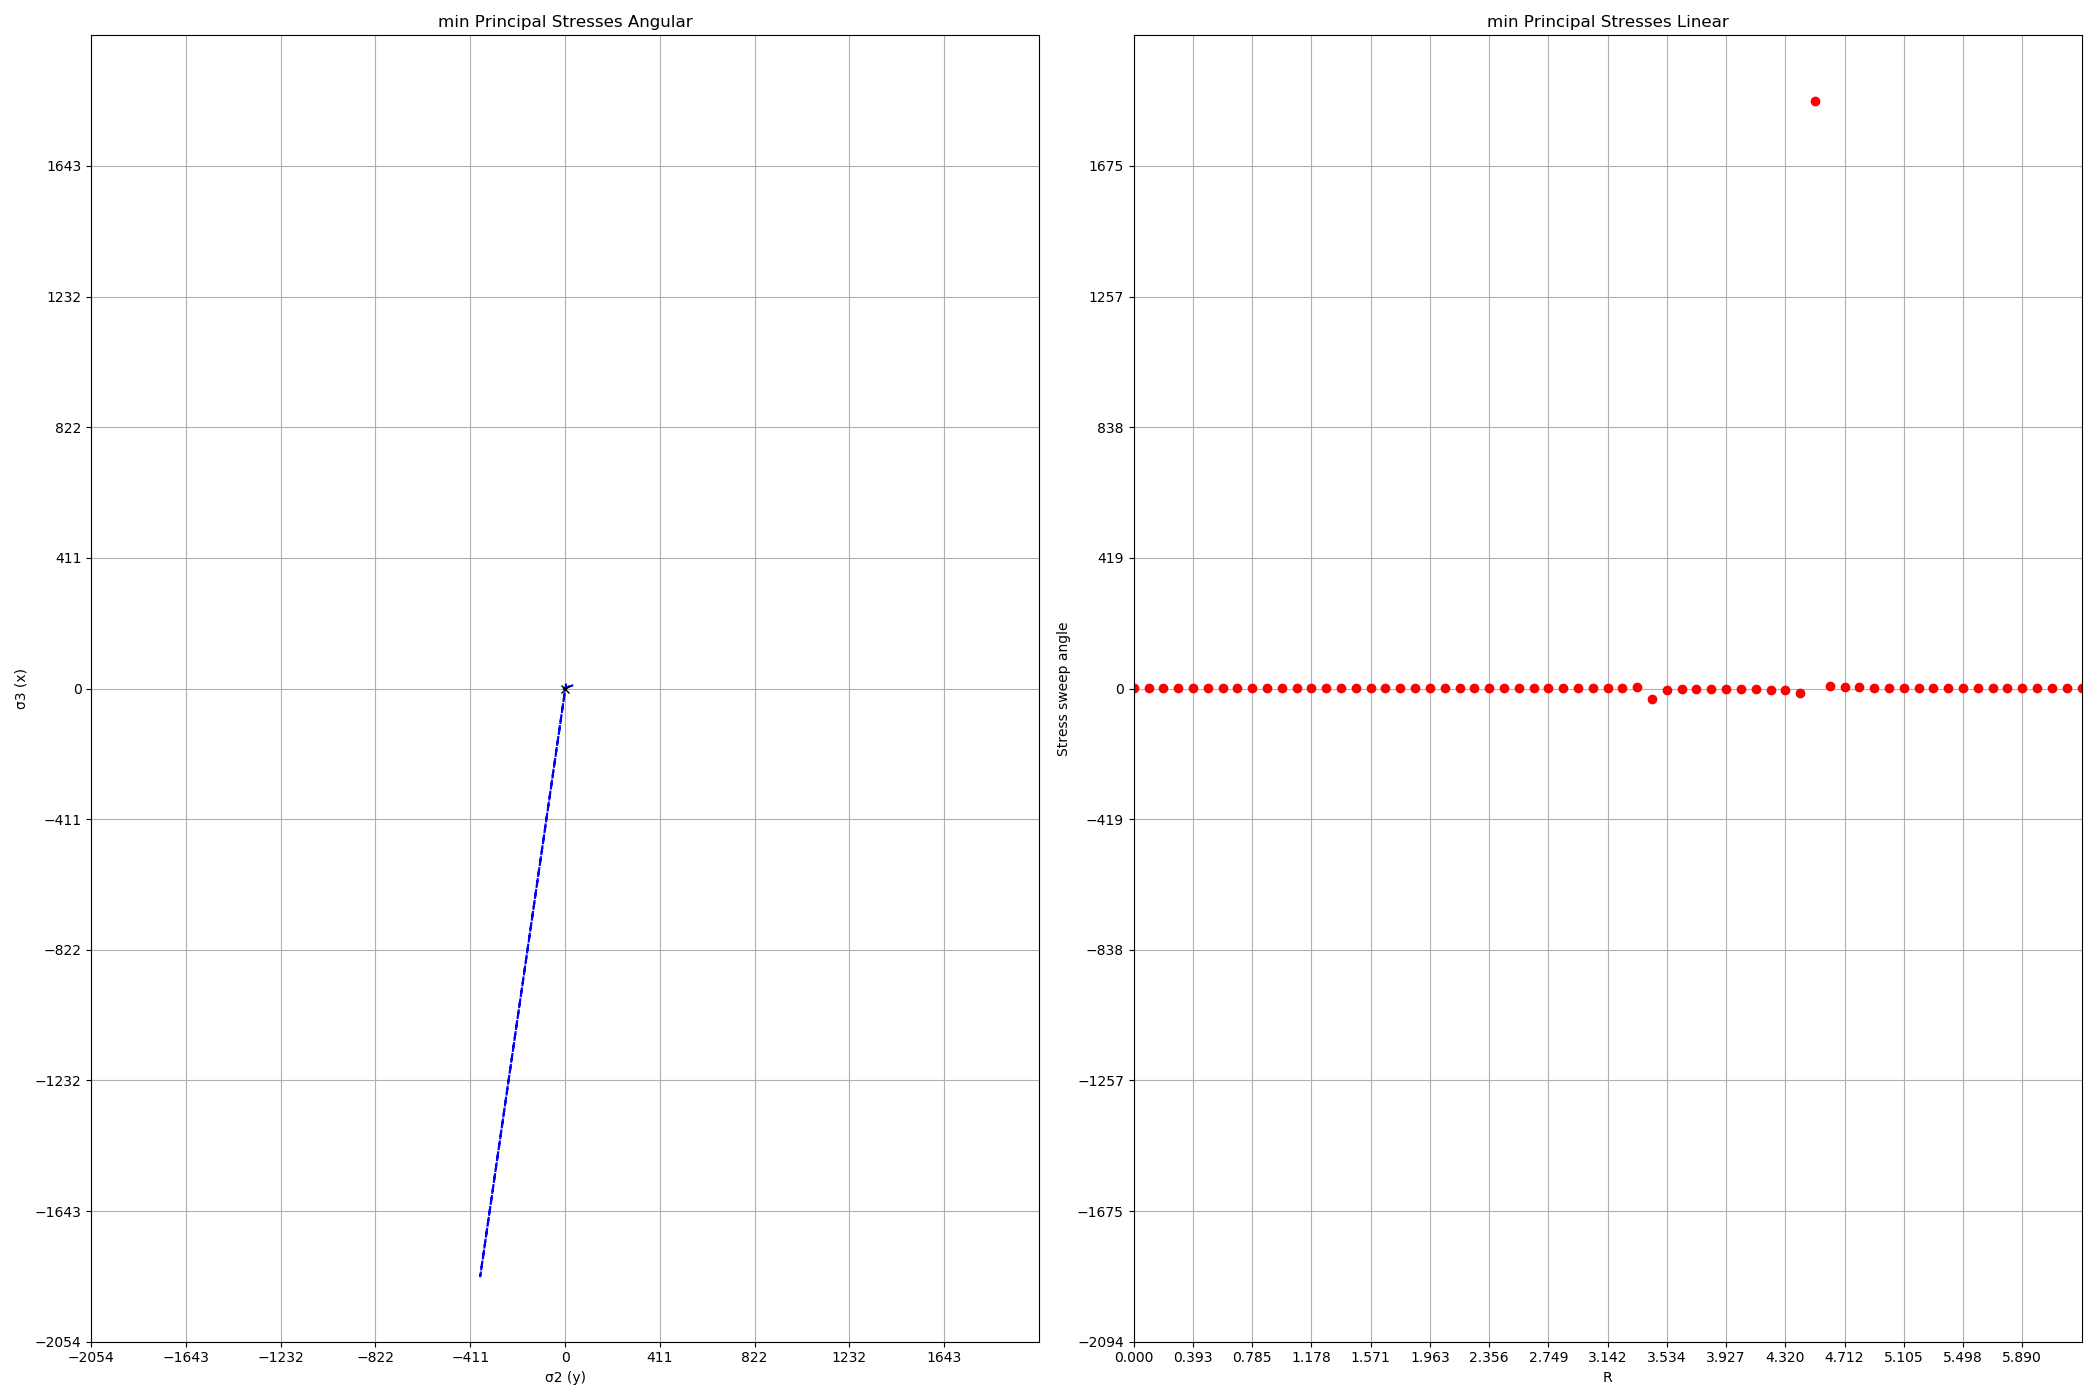 min Principal Stresses Angular
1643
1232
822
411
0
−411
−822
−1232
−1643
−2054
−2054 −1643 −1232 −822 −411 0 411 822 1232 1643
σ3 (x)
σ2 (y)
min Principal Stresses Linear
1675
1257
838
419
0
−419
−838
−1257
−1675
−2094
0.000 0.393 0.785 1.178 1.571 1.963 2.356 2.749 3.142 3.534 3.927 4.320 4.712 5.105 5.498 5.890
Stress sweep angle
R